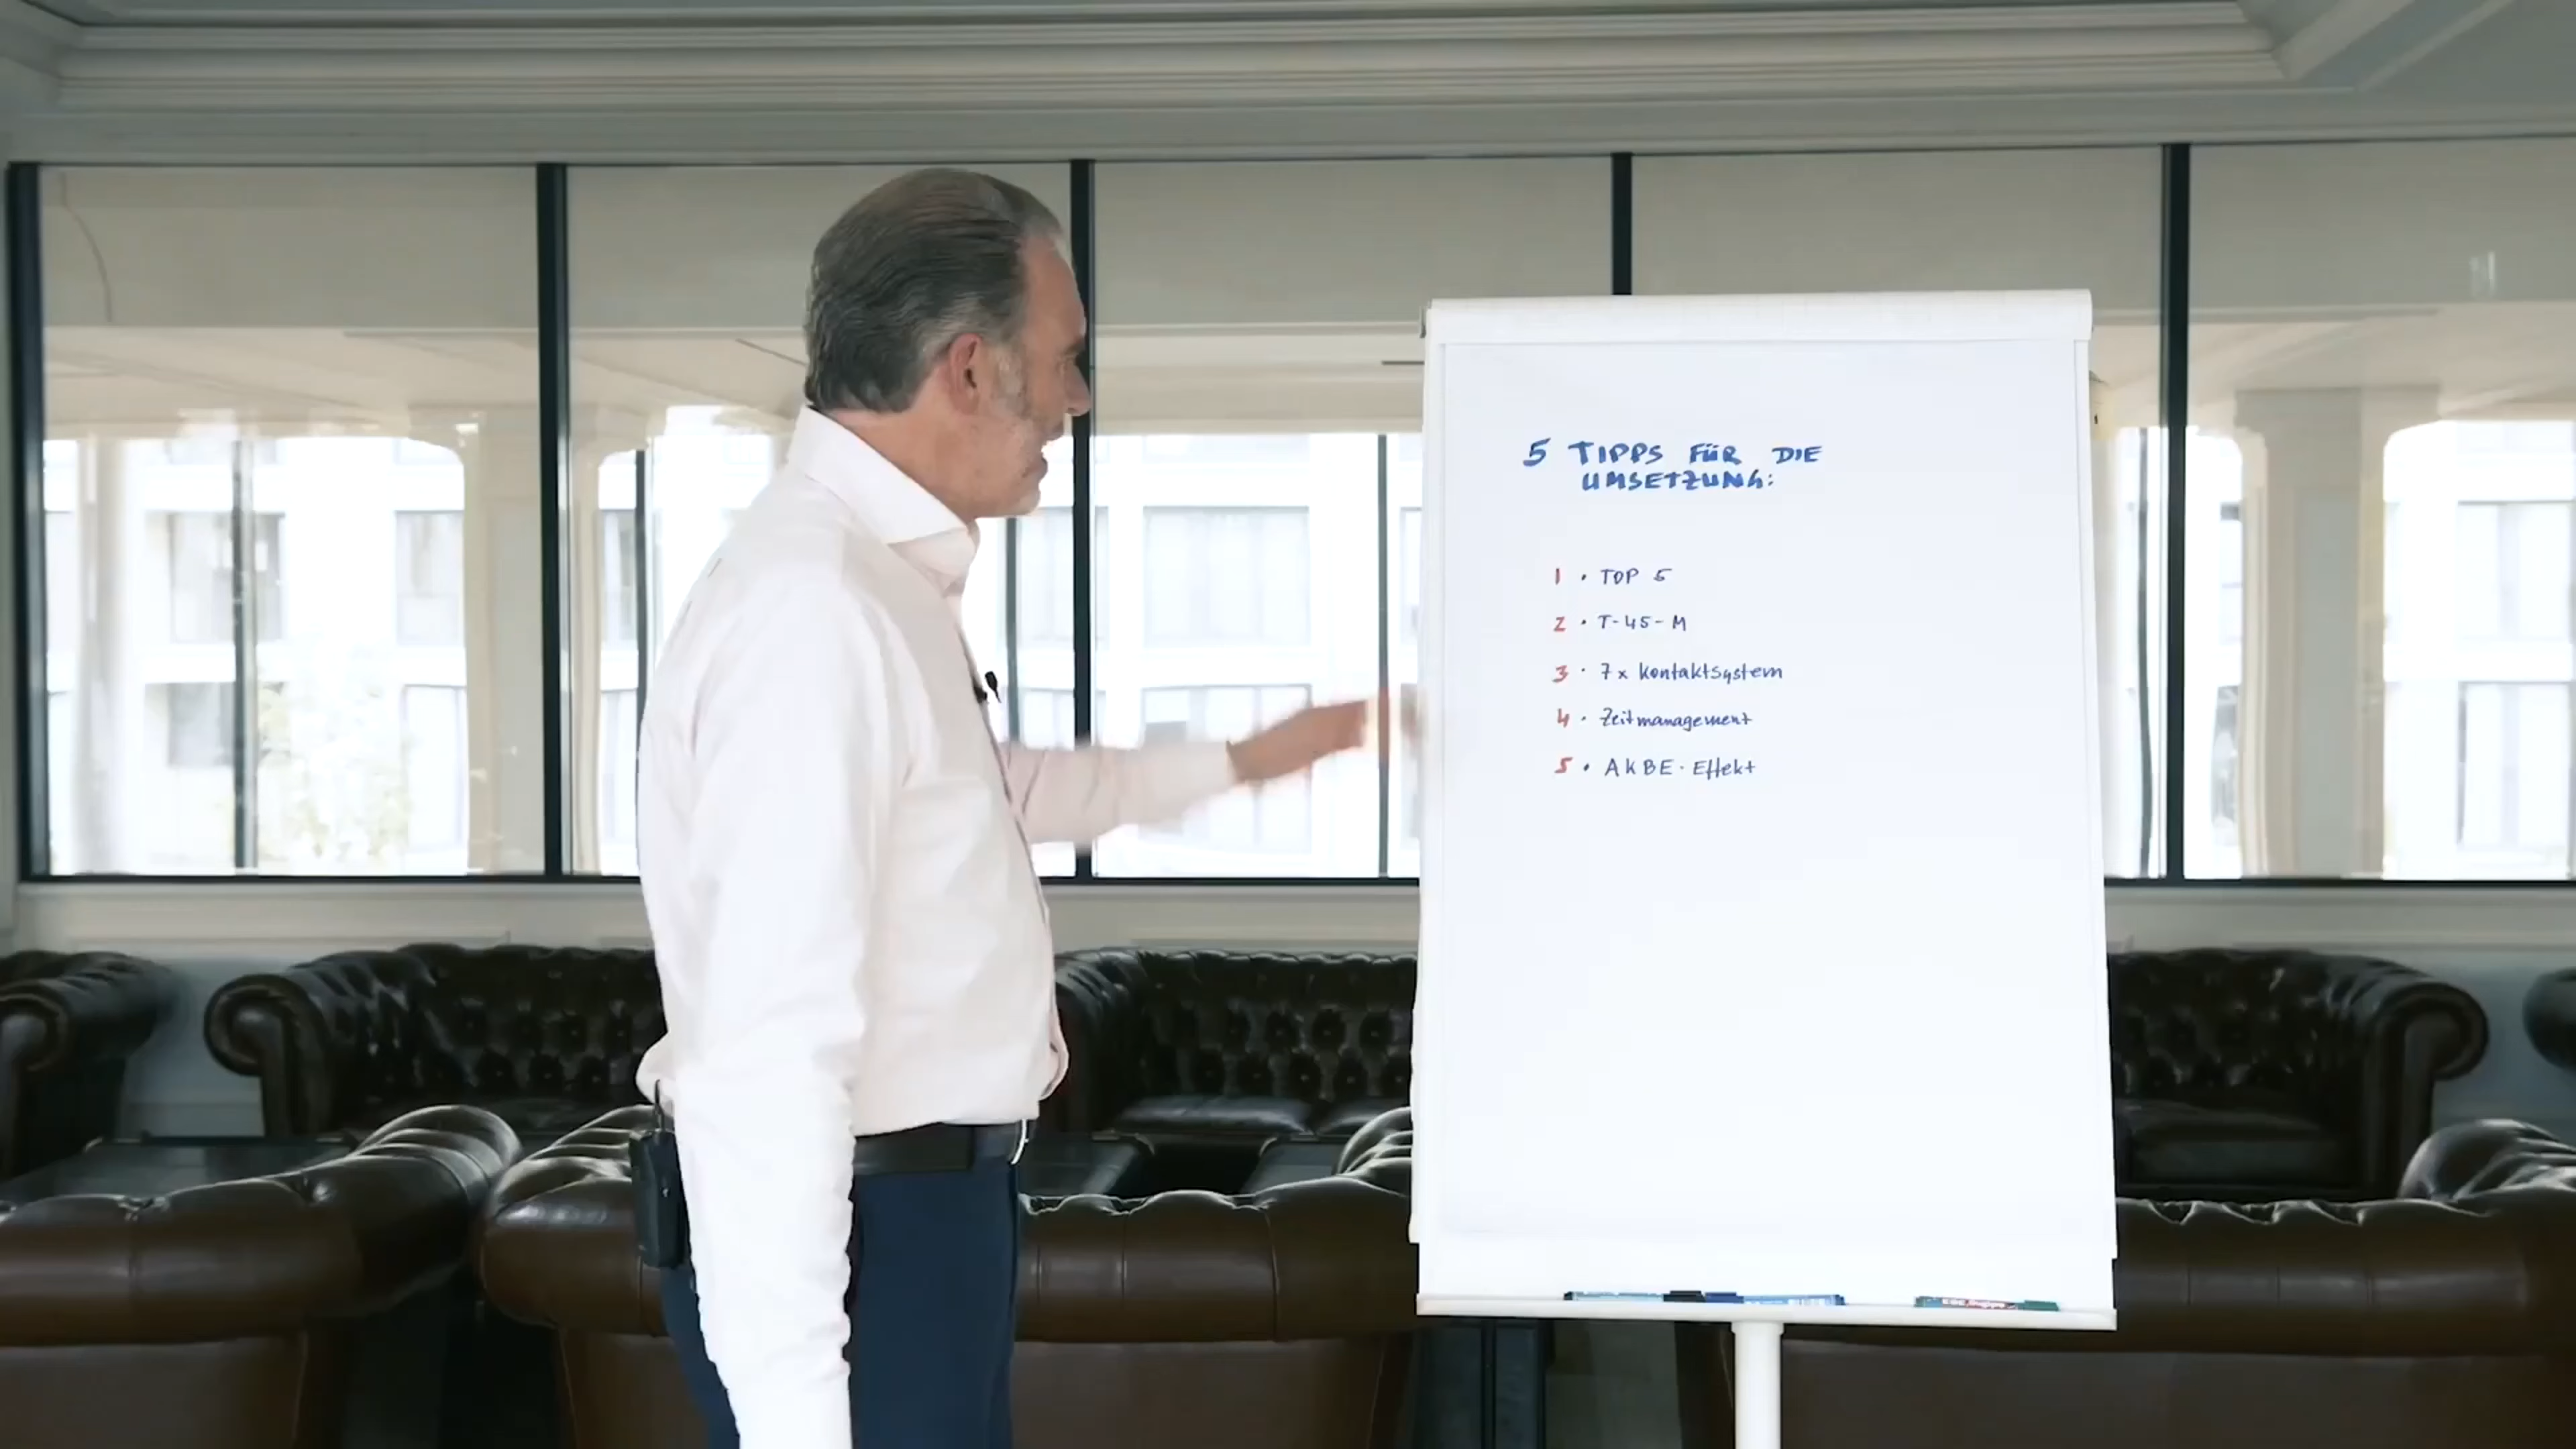 5 TIPPS FÜR DIE
UMSETZUNG:
1 • TOP 5
2 • T-45-M
3 • 7x Kontaktsystem
4 • Zeitmanagement
5 • AKBE-Effekt